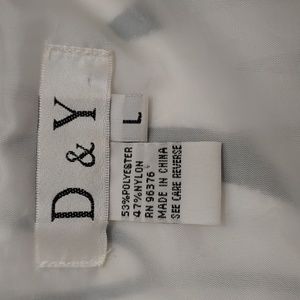 D & Y
L
53%POLYESTER
47%NYLON
RN 96376
MADE IN CHINA
SEE CARE REVERSE